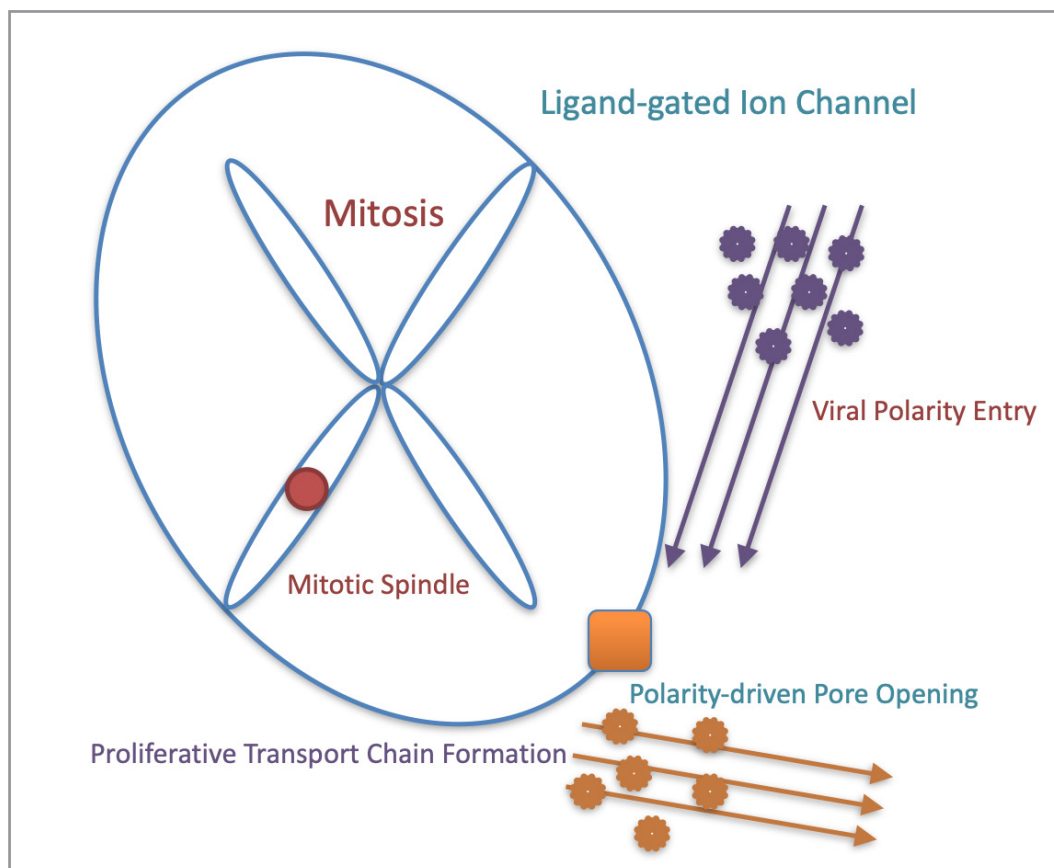 Ligand-gated Ion Channel
Mitosis
Viral Polarity Entry
Mitotic Spindle
Polarity-driven Pore Opening
Proliferative Transport Chain Formation